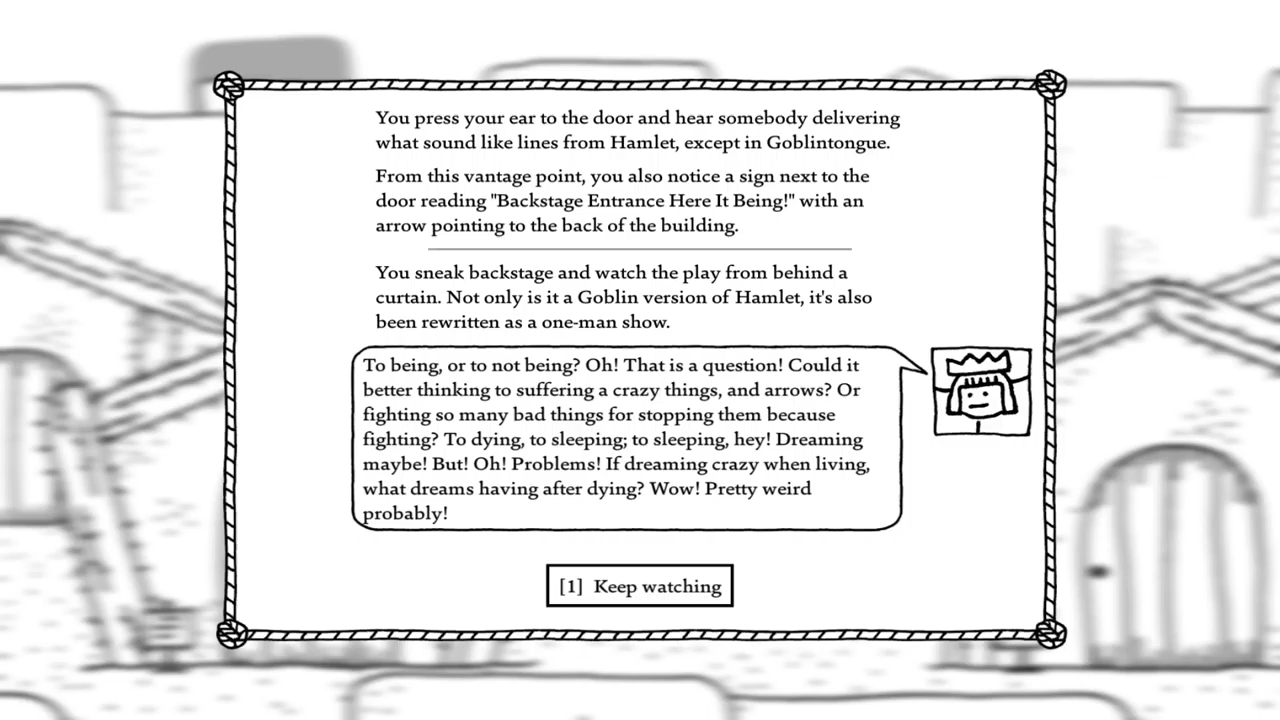 You press your ear to the door and hear somebody delivering
what sound like lines from Hamlet, except in Goblintongue.
From this vantage point, you also notice a sign next to the
door reading "Backstage Entrance Here It Being!" with an
arrow pointing to the back of the building.
You sneak backstage and watch the play from behind a
curtain. Not only is it a Goblin version of Hamlet, it's also
been rewritten as a one-man show.
To being, or to not being? Oh! That is a question! Could it
better thinking to suffering a crazy things, and arrows? Or
fighting so many bad things for stopping them because
fighting? To dying, to sleeping; to sleeping, hey! Dreaming
maybe! But! Oh! Problems! If dreaming crazy when living,
what dreams having after dying? Wow! Pretty weird
probably!
[1] Keep watching